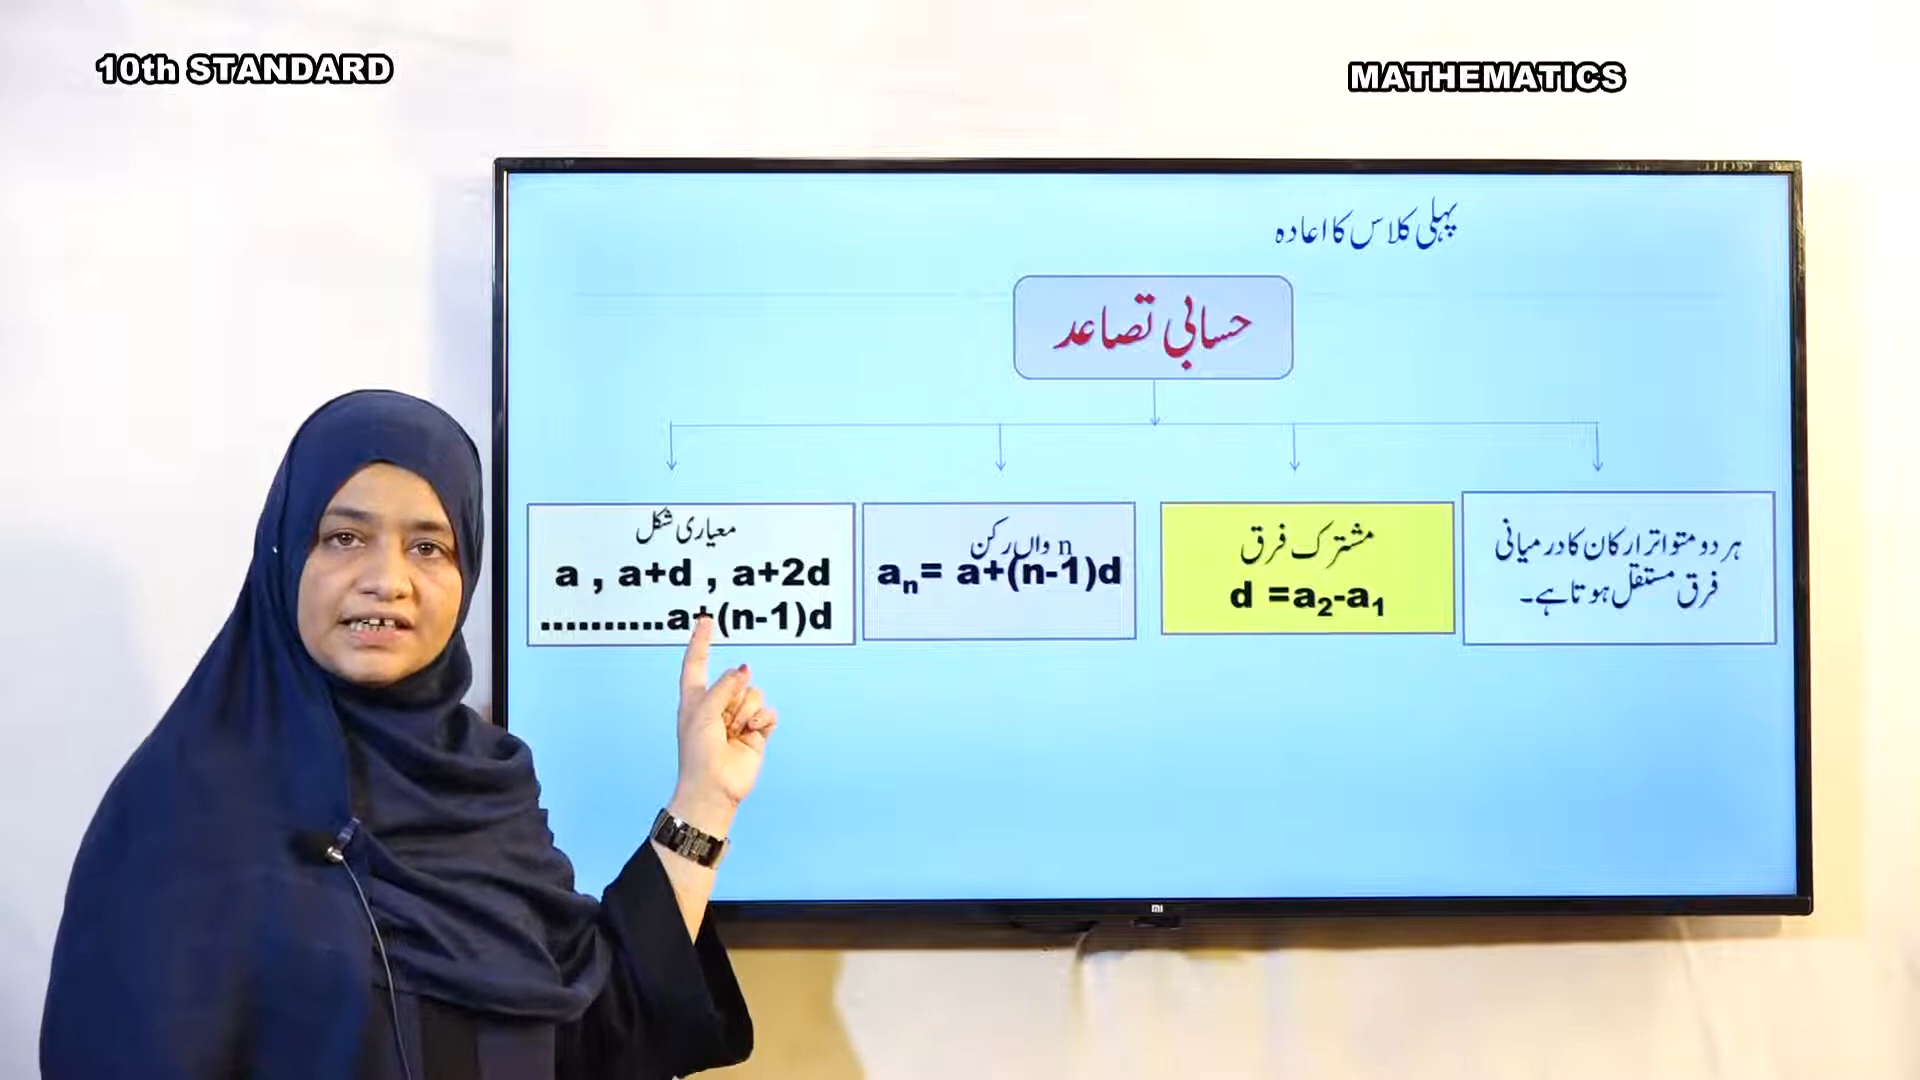 10th STANDARD
MATHEMATICS
پہلی کلاس کا اعادہ
حسابی تصاعد
ہر دو متواتر ارکان کا درمیانی
فرق مستقل ہوتا ہے۔
مشترک فرق
d =a₂-a₁
n واں رکن
aₙ= a+(n-1)d
معیاری شکل
a , a+d , a+2d
..........a+(n-1)d
mi